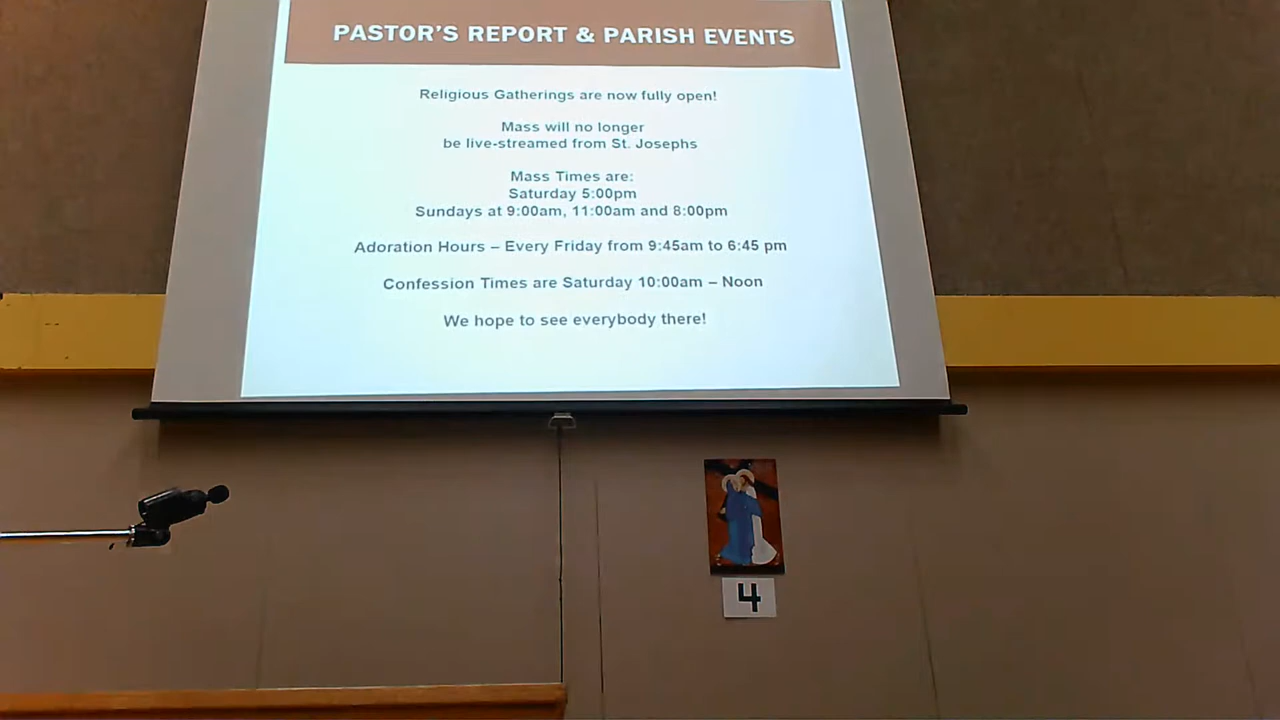 PASTOR'S REPORT & PARISH EVENTS
Religious Gatherings are now fully open!
Mass will no longer
be live-streamed from St. Josephs
Mass Times are:
Saturday 5:00pm
Sundays at 9:00am, 11:00am and 8:00pm
Adoration Hours – Every Friday from 9:45am to 6:45 pm
Confession Times are Saturday 10:00am – Noon
We hope to see everybody there!
4